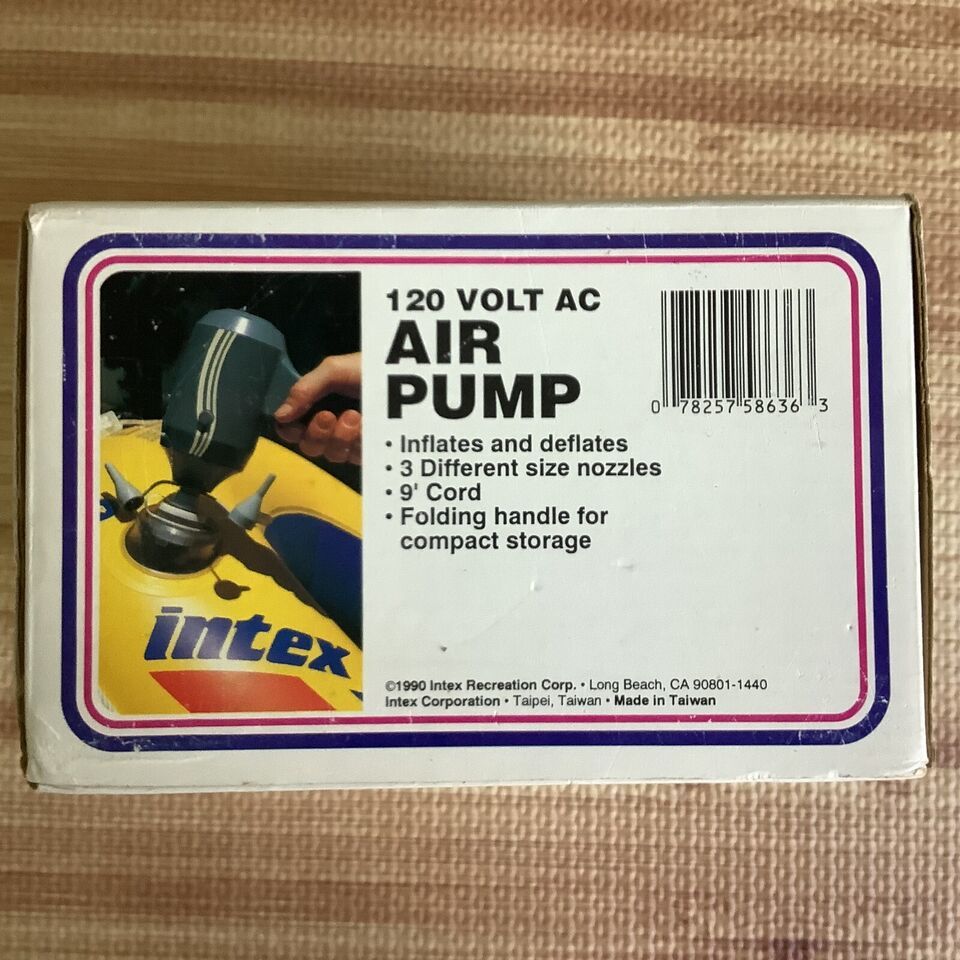 120 VOLT AC
AIR
PUMP
• Inflates and deflates
• 3 Different size nozzles
• 9' Cord
• Folding handle for
compact storage
0 78257 58636 3
intex
©1990 Intex Recreation Corp. • Long Beach, CA 90801-1440
Intex Corporation • Taipei, Taiwan • Made in Taiwan